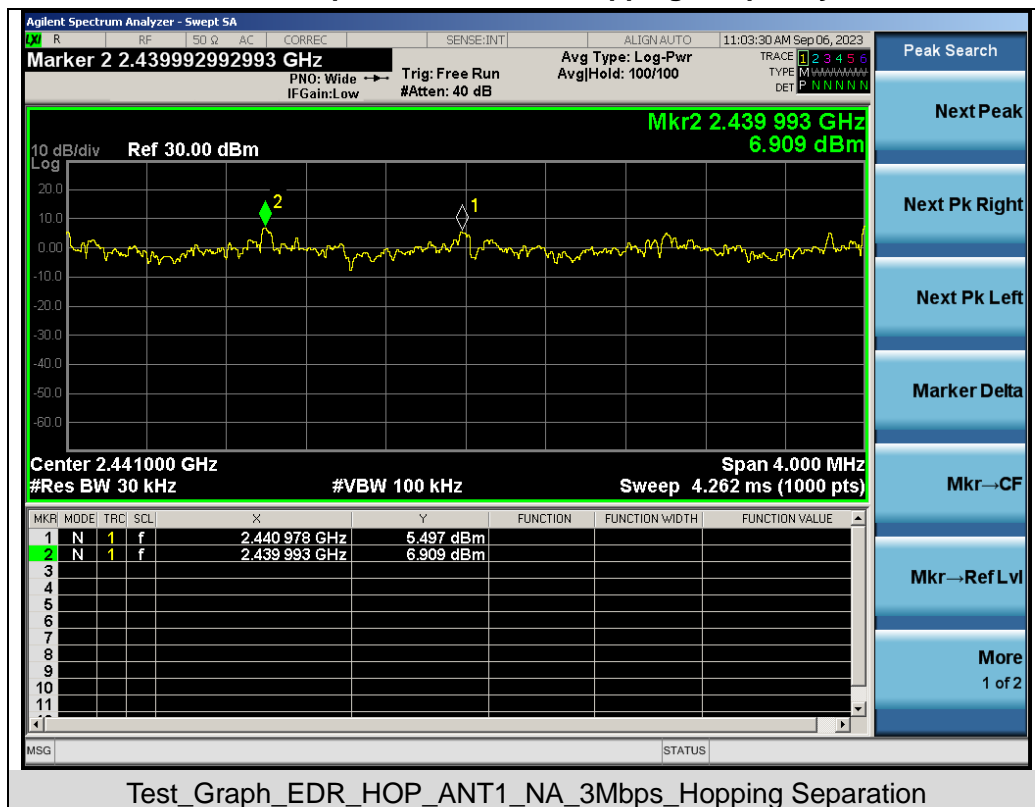 Agilent Spectrum Analyzer - Swept SA
LXI R RF 50 Ω AC CORREC SENSE:INT ALIGN AUTO 11:03:30 AM Sep 06, 2023
Marker 2 2.439992992993 GHz
PNO: Wide
IFGain:Low
Trig: Free Run
#Atten: 40 dB
Avg Type: Log-Pwr
Avg|Hold: 100/100
TRACE 1 2 3 4 5 6
TYPE M WWWWW
DET P N N N N N
Mkr2 2.439 993 GHz
6.909 dBm
10 dB/div Ref 30.00 dBm
Log
20.0
10.0
0.00
-10.0
-20.0
-30.0
-40.0
-50.0
-60.0
2
1
Center 2.441000 GHz Span 4.000 MHz
#Res BW 30 kHz #VBW 100 kHz Sweep 4.262 ms (1000 pts)
MKR MODE TRC SCL X Y FUNCTION FUNCTION WIDTH FUNCTION VALUE
1 N 1 f 2.440 978 GHz 5.497 dBm
2 N 1 f 2.439 993 GHz 6.909 dBm
3
4
5
6
7
8
9
10
11
MSG STATUS
Peak Search
Next Peak
Next Pk Right
Next Pk Left
Marker Delta
Mkr→CF
Mkr→Ref Lvl
More
1 of 2
Test_Graph_EDR_HOP_ANT1_NA_3Mbps_Hopping Separation